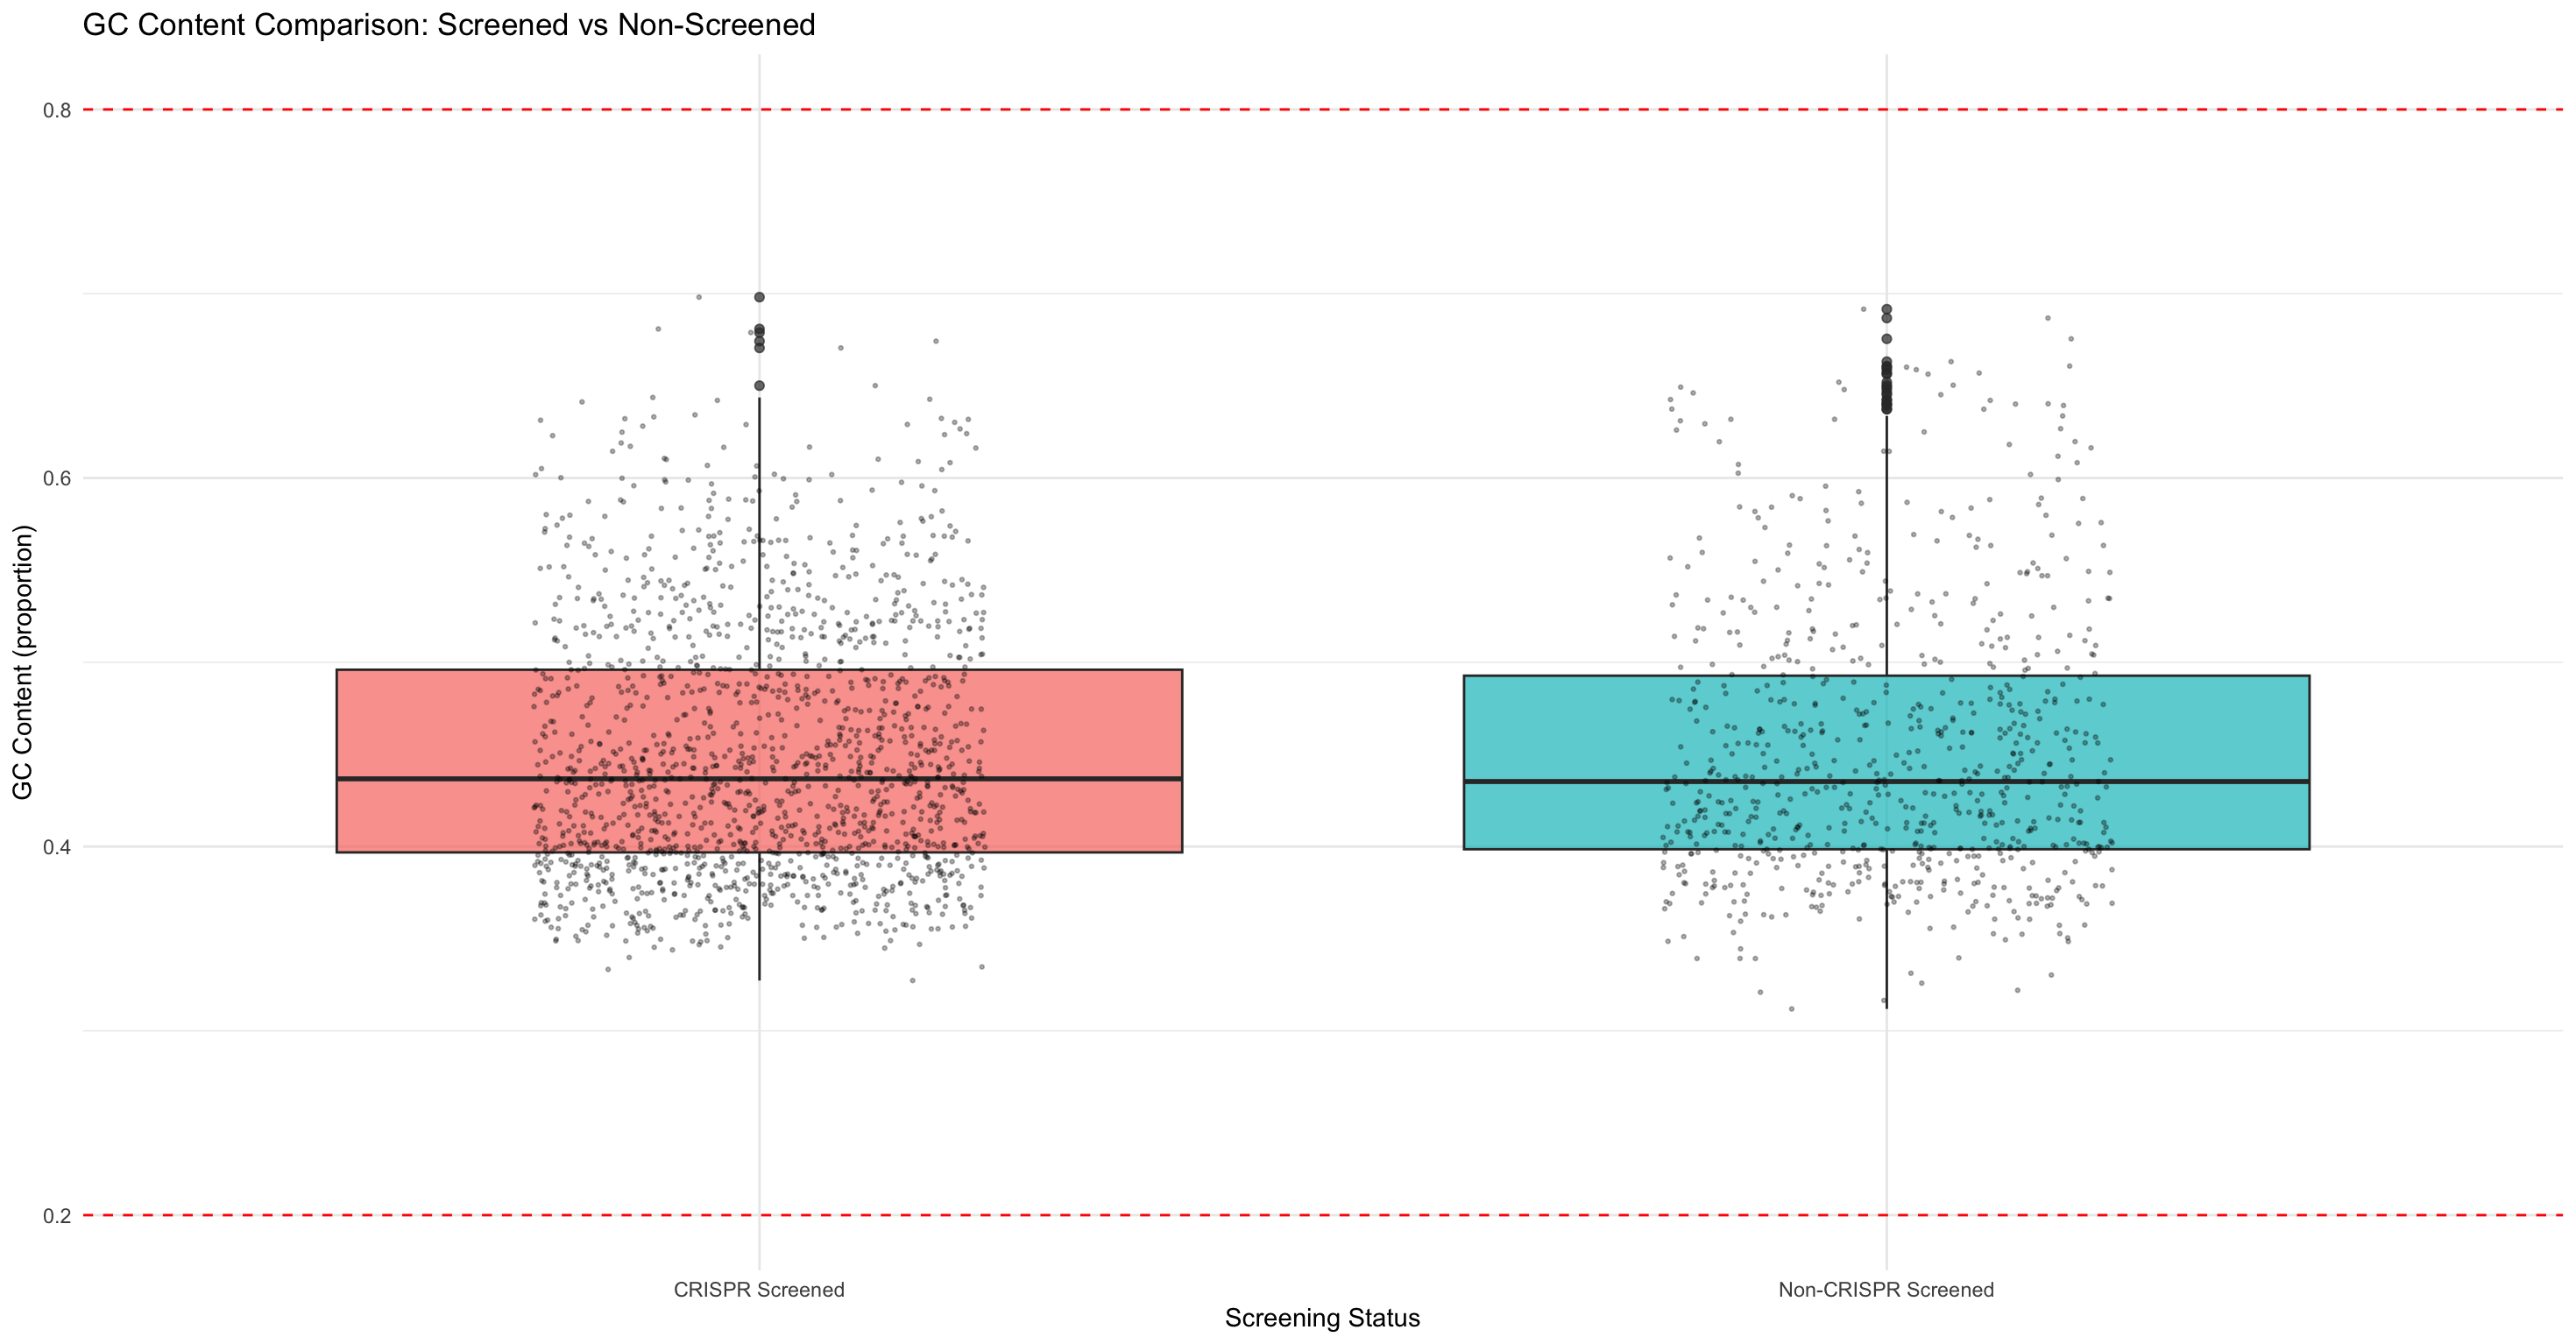 GC Content Comparison: Screened vs Non-Screened
GC Content (proportion)
0.8
0.6
0.4
0.2
CRISPR Screened
Non-CRISPR Screened
Screening Status